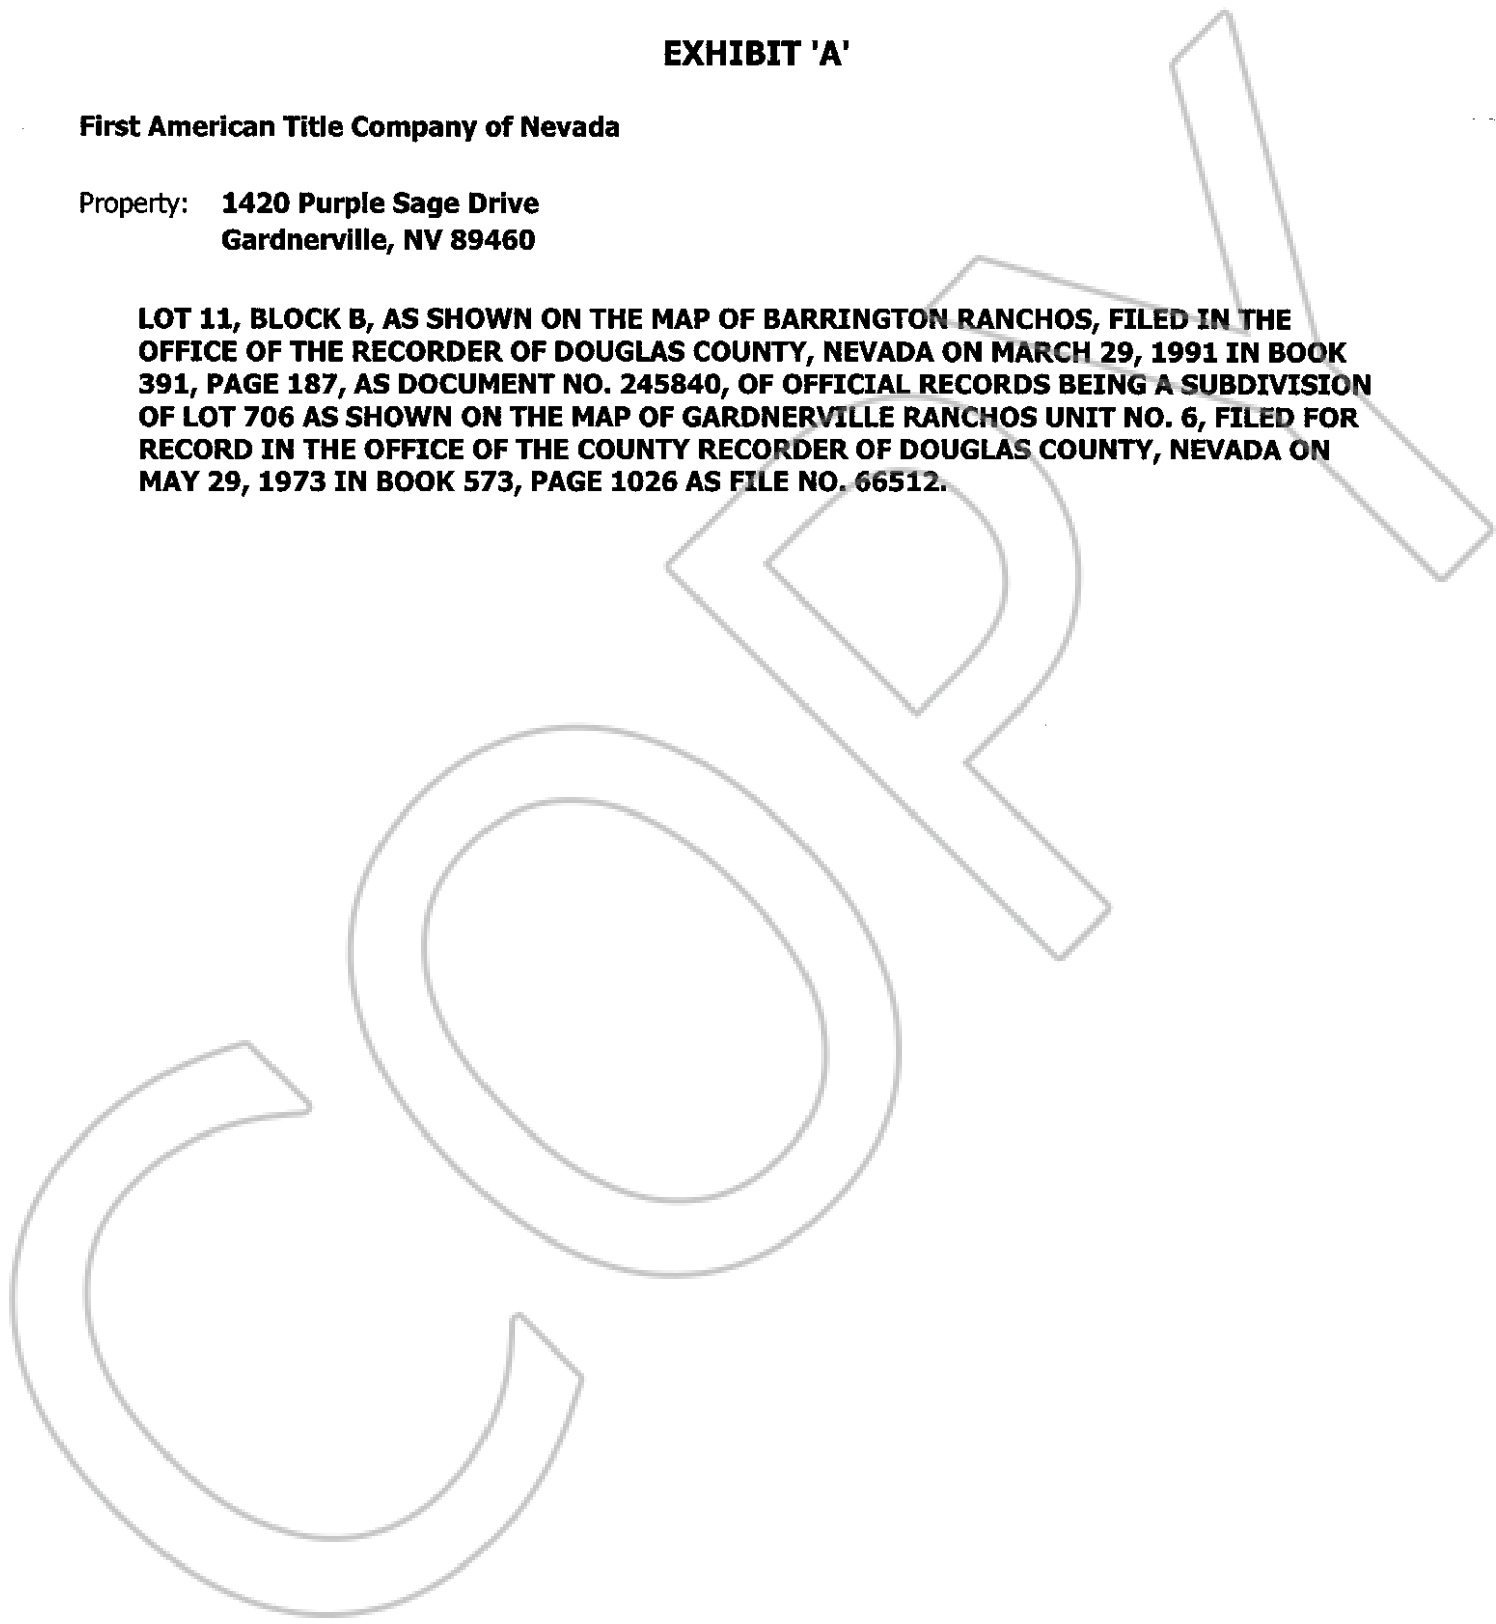 EXHIBIT 'A'
First American Title Company of Nevada
Property: 1420 Purple Sage Drive
Gardnerville, NV 89460
LOT 11, BLOCK B, AS SHOWN ON THE MAP OF BARRINGTON RANCHOS, FILED IN THE
OFFICE OF THE RECORDER OF DOUGLAS COUNTY, NEVADA ON MARCH 29, 1991 IN BOOK
391, PAGE 187, AS DOCUMENT NO. 245840, OF OFFICIAL RECORDS BEING A SUBDIVISION
OF LOT 706 AS SHOWN ON THE MAP OF GARDNERVILLE RANCHOS UNIT NO. 6, FILED FOR
RECORD IN THE OFFICE OF THE COUNTY RECORDER OF DOUGLAS COUNTY, NEVADA ON
MAY 29, 1973 IN BOOK 573, PAGE 1026 AS FILE NO. 66512.
COPY